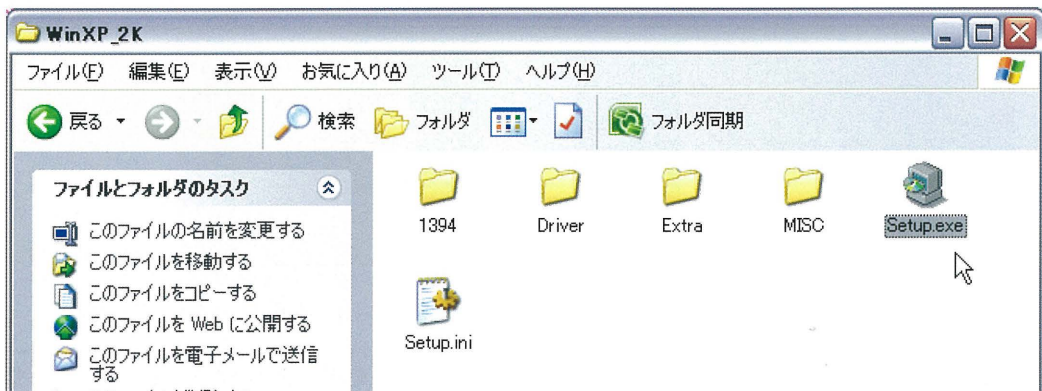 WinXP_2K
ファイル(F) 編集(E) 表示(V) お気に入り(A) ツール(T) ヘルプ(H)
戻る 検索 フォルダ フォルダ同期
ファイルとフォルダのタスク
このファイルの名前を変更する
このファイルを移動する
このファイルをコピーする
このファイルを Web に公開する
このファイルを電子メールで送信
する
1394 Driver Extra MISC Setup.exe
Setup.ini